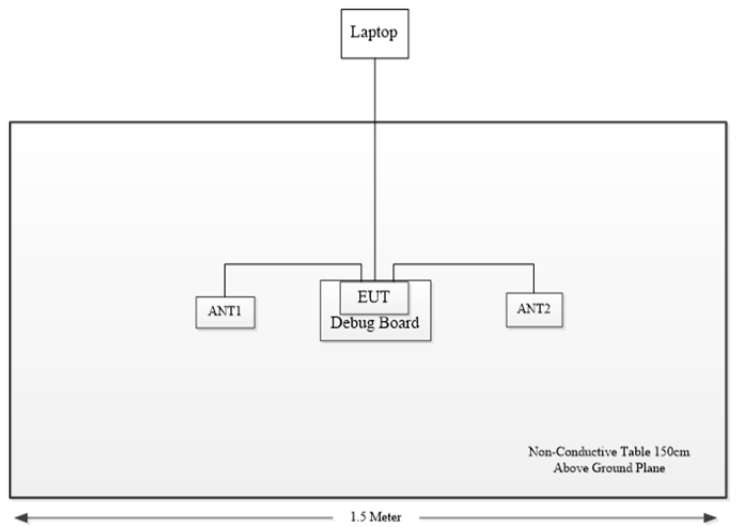 Laptop
EUT
ANT1
ANT2
Debug Board
Non-Conductive Table 150cm
Above Ground Plane
1.5 Meter